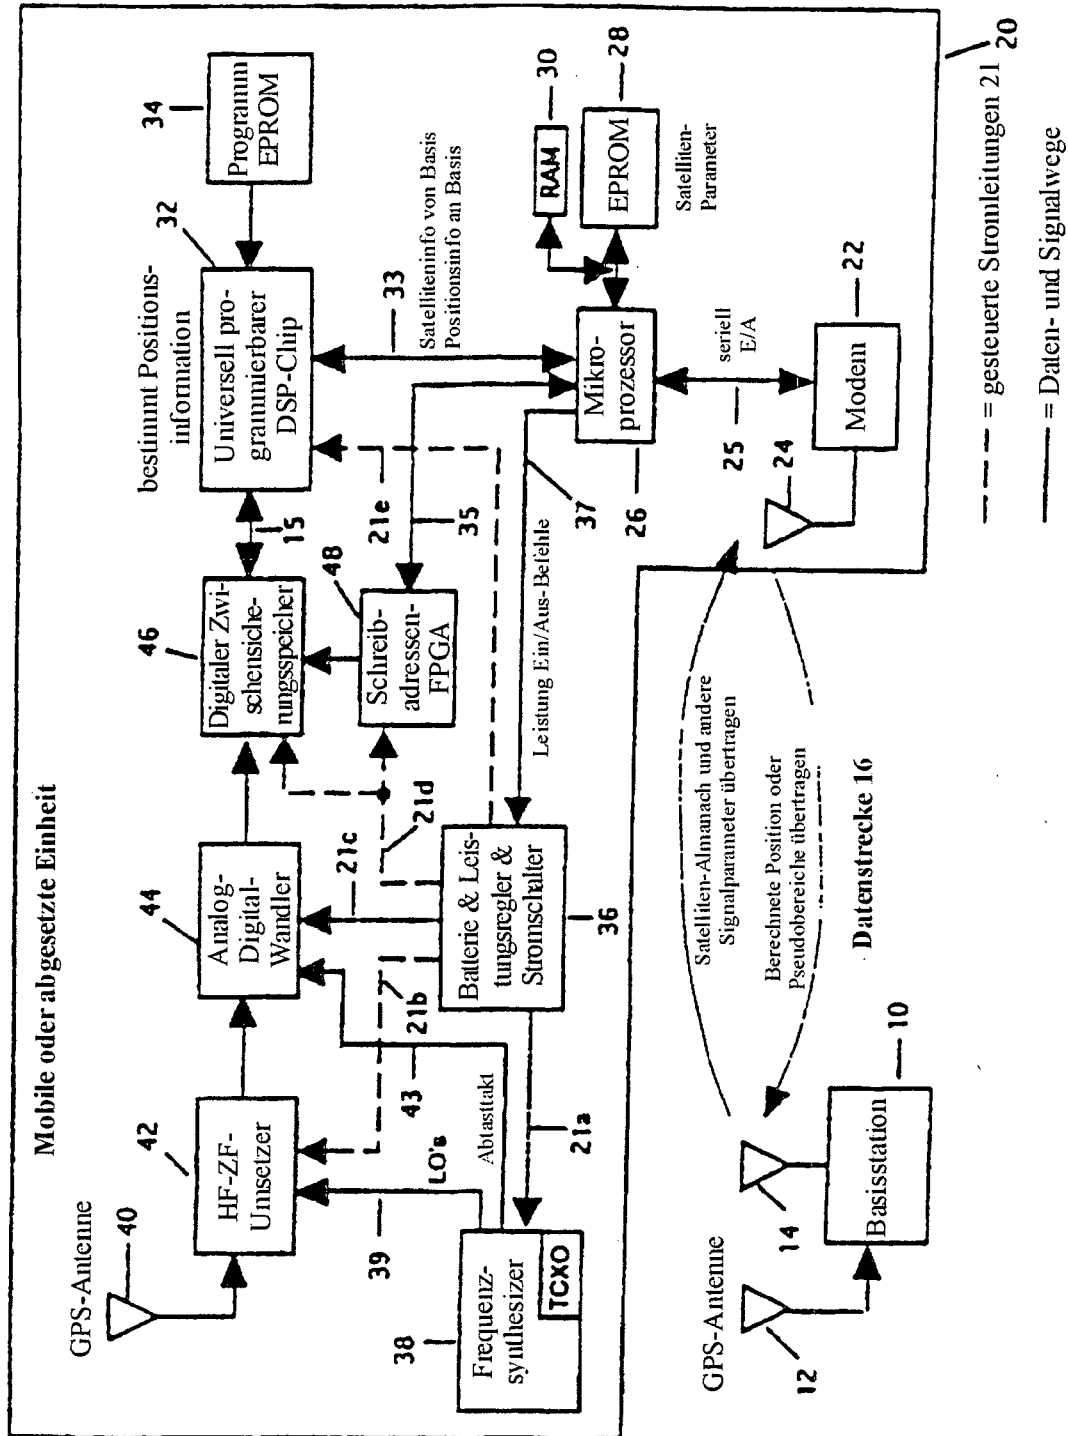 Mobile oder abgesetzte Einheit
GPS-Antenne
40
42
HF-ZF-
Umsetzer
44
Analog-
Digital-
Wandler
46
Digitaler Zwi-
schensiche-
rungsspeicher
15
bestimmt Positions-
information
32
Universell pro-
grammierbarer
DSP-Chip
34
Programm
EPROM
48
Schreib-
adressen-
FPGA
21e
35
33
Satelliteninfo von Basis
Positionsinfo an Basis
39
LO's
43
Abtasttakt
21b
21c
21d
38
Frequenz-
synthesizer
TCXO
21a
Batterie & Leis-
tungsregler &
Stromschalter
36
Leistung Ein/Aus-Befehle
37
26
Mikro-
prozessor
30
RAM
28
EPROM
Satelliten-
Parameter
25
seriell
E/A
24
22
Modem
20
GPS-Antenne
12
14
10
Basisstation
Satelliten-Almanach und andere
Signalparameter übertragen
Berechnete Position oder
Pseudobereiche übertragen
Datenstrecke 16
= gesteuerte Stromleitungen 21
= Daten- und Signalwege